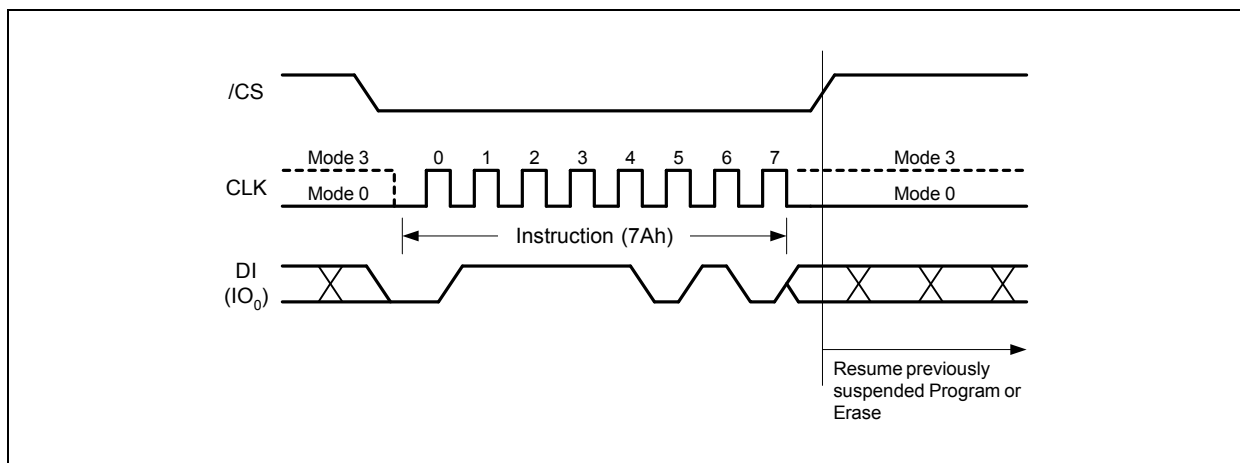 /CS
Mode 3
0 1 2 3 4 5 6 7
Mode 3
CLK
Mode 0
Mode 0
Instruction (7Ah)
DI
(IO₀)
Resume previously
suspended Program or
Erase